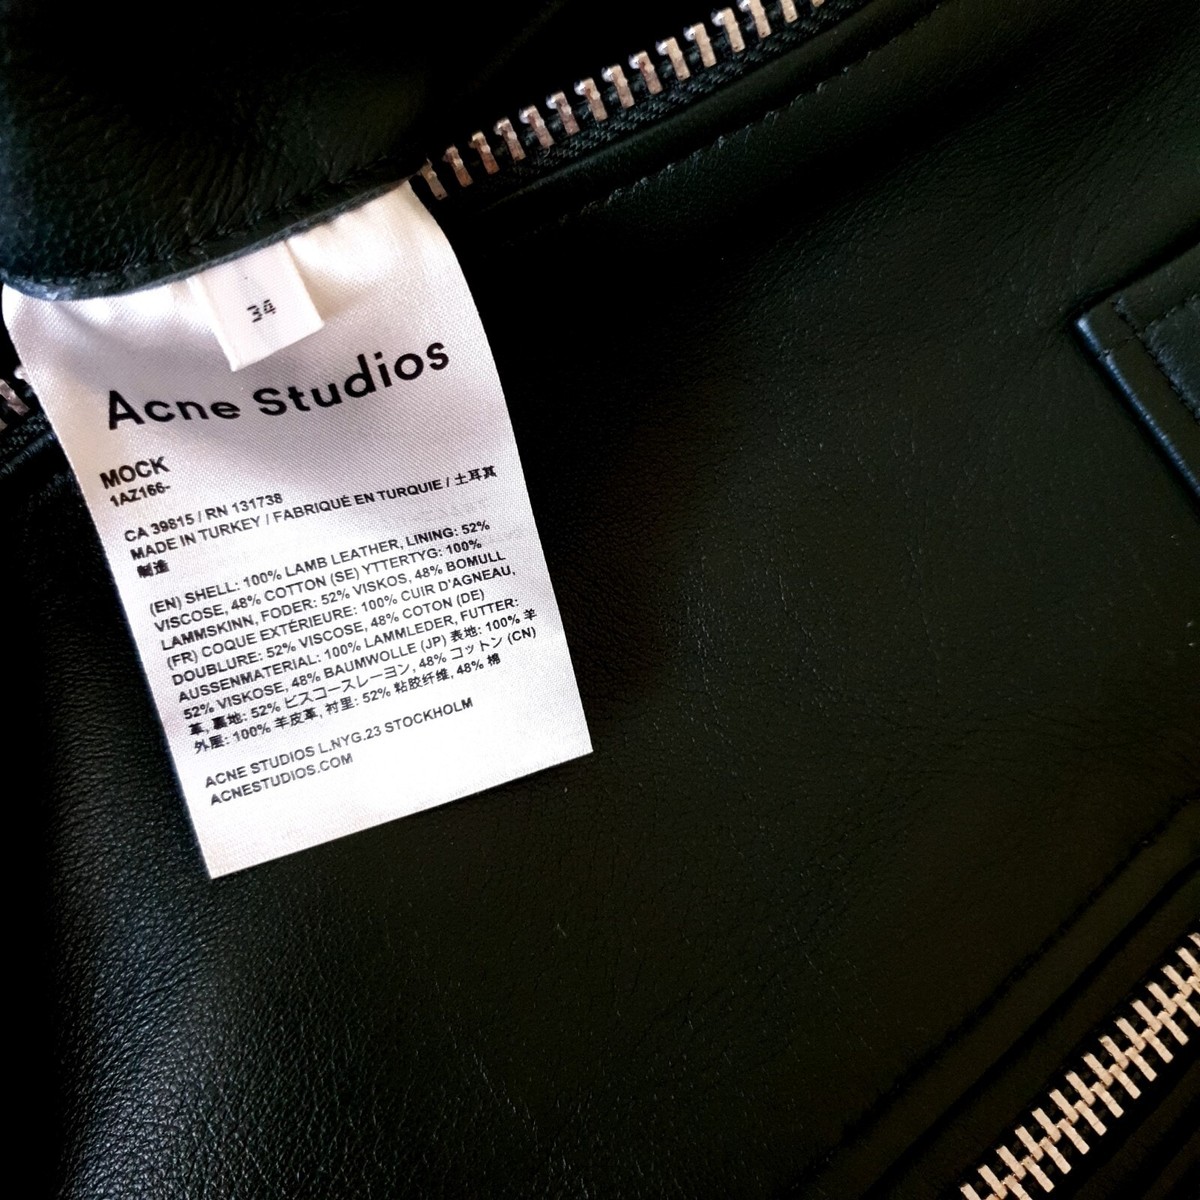 34
Acne Studios
MOCK
1AZ166-
CA 39815 / RN 131738
MADE IN TURKEY / FABRIQUÉ EN TURQUIE / 土耳其
制造
(EN) SHELL: 100% LAMB LEATHER, LINING: 52%
VISCOSE, 48% COTTON (SE) YTTERTYG: 100%
LAMMSKINN, FODER: 52% VISKOS, 48% BOMULL
(FR) COQUE EXTÉRIEURE: 100% CUIR D'AGNEAU,
DOUBLURE: 52% VISCOSE, 48% COTON (DE)
AUSSENMATERIAL: 100% LAMMLEDER, FUTTER:
52% VISKOSE, 48% BAUMWOLLE (JP) 表地: 100% 羊
革, 裏地: 52% ビスコースレーヨン, 48% コットン (CN)
外层: 100% 羊皮革, 衬里: 52% 粘胶纤维, 48% 棉
ACNE STUDIOS L.NYG.23 STOCKHOLM
ACNESTUDIOS.COM